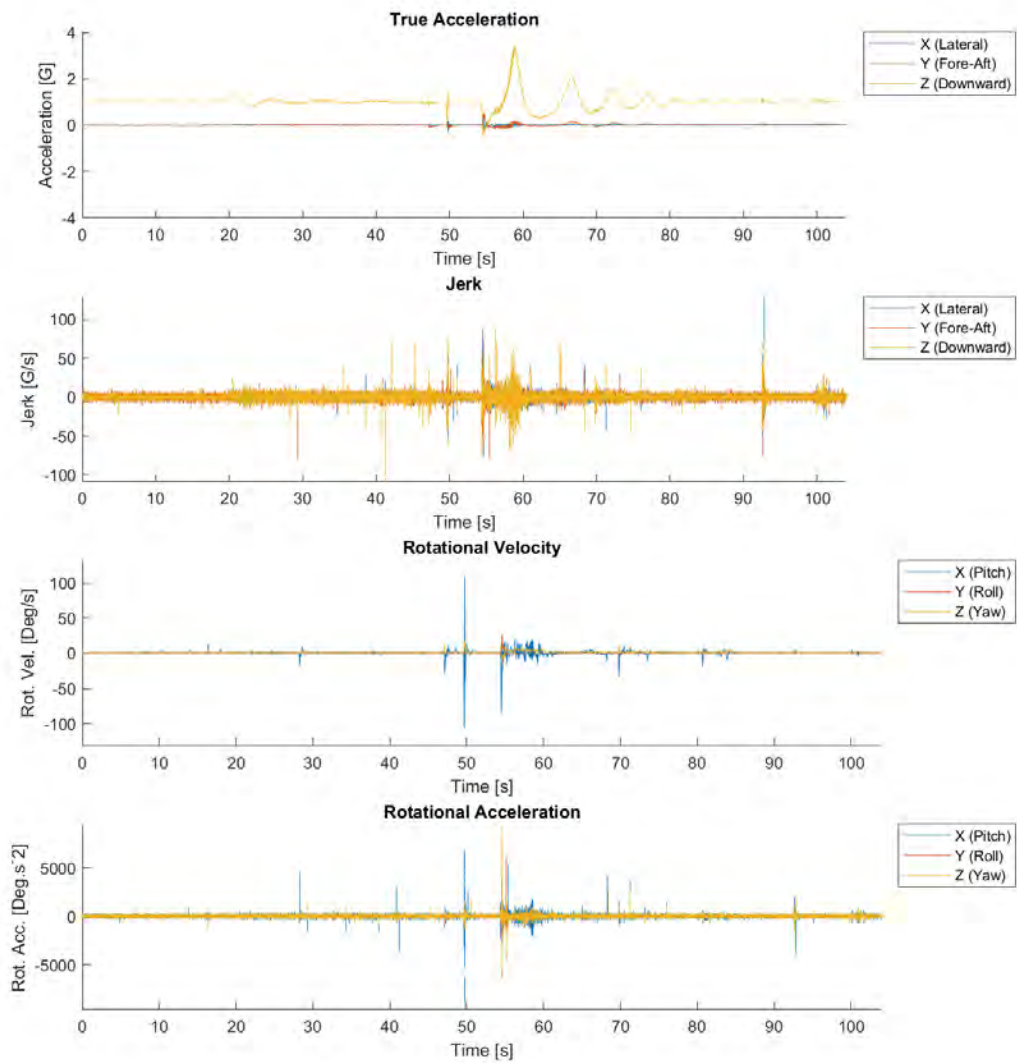 True Acceleration
4
2
0
-2
-4
Acceleration [G]
0 10 20 30 40 50 60 70 80 90 100
Time [s]
X (Lateral)
Y (Fore-Aft)
Z (Downward)
Jerk
100
50
0
-50
-100
Jerk [G/s]
0 10 20 30 40 50 60 70 80 90 100
Time [s]
X (Lateral)
Y (Fore-Aft)
Z (Downward)
Rotational Velocity
100
50
0
-50
-100
Rot. Vel. [Deg/s]
0 10 20 30 40 50 60 70 80 90 100
Time [s]
X (Pitch)
Y (Roll)
Z (Yaw)
Rotational Acceleration
5000
0
-5000
Rot. Acc. [Deg.s^2]
0 10 20 30 40 50 60 70 80 90 100
Time [s]
X (Pitch)
Y (Roll)
Z (Yaw)